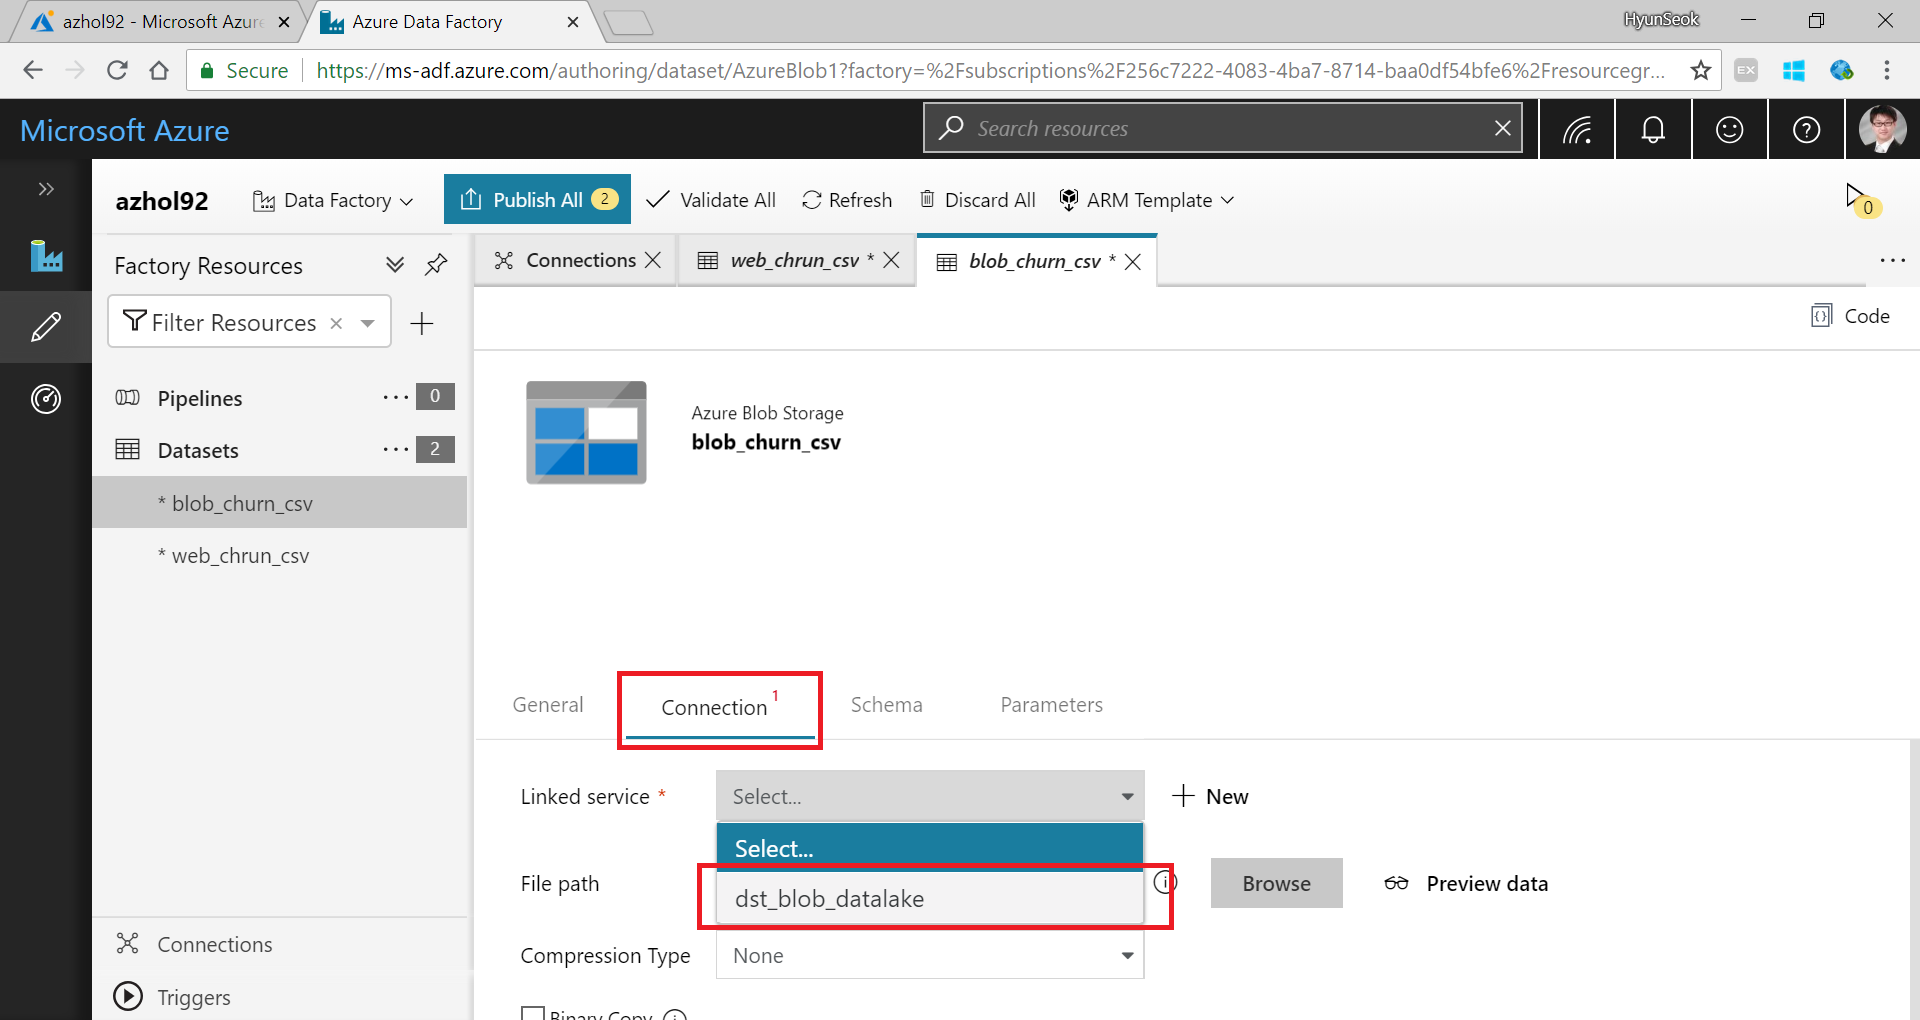 azhol92 - Microsoft Azure
Azure Data Factory
HyunSeok
Secure
https://ms-adf.azure.com/authoring/dataset/AzureBlob1?factory=%2Fsubscriptions%2F256c7222-4083-4ba7-8714-baa0df54bfe6%2Fresourcegr...
EX
Microsoft Azure
Search resources
azhol92
Data Factory
Publish All 2
Validate All
Refresh
Discard All
ARM Template
0
Factory Resources
Connections
web_chrun_csv *
blob_churn_csv *
...
Filter Resources
Code
Pipelines ... 0
Datasets ... 2
* blob_churn_csv
* web_chrun_csv
Azure Blob Storage
blob_churn_csv
General
Connection 1
Schema
Parameters
Linked service *
Select...
New
Select...
File path
dst_blob_datalake
Browse
Preview data
Compression Type
None
Binary Copy
Connections
Triggers